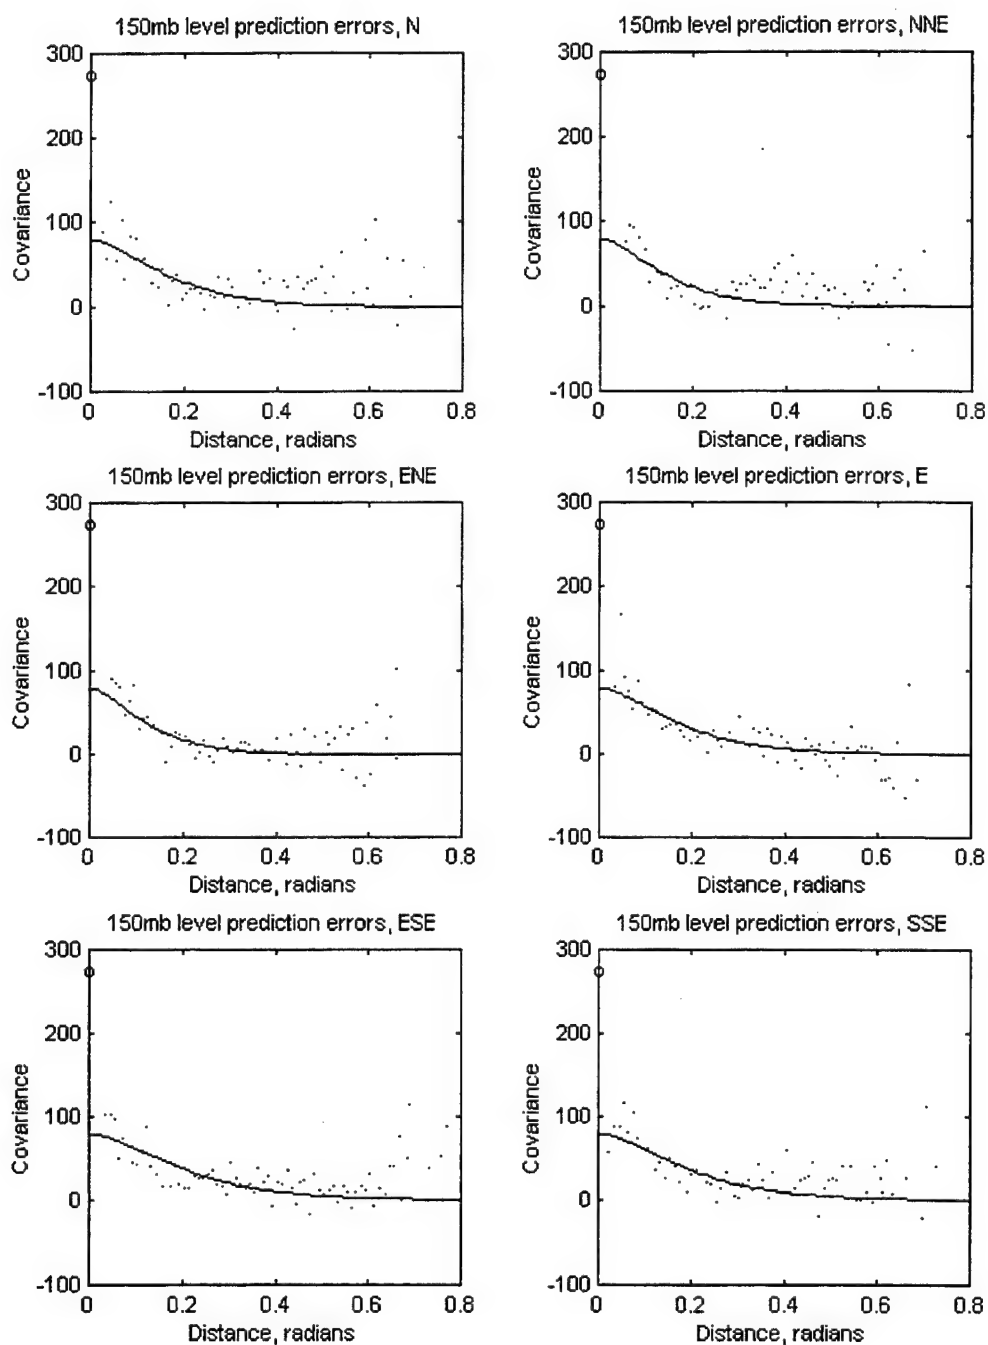 150mb level prediction errors, N
300
200
100
0
-100
Covariance
0 0.2 0.4 0.6 0.8
Distance, radians
150mb level prediction errors, NNE
300
200
100
0
-100
Covariance
0 0.2 0.4 0.6 0.8
Distance, radians
150mb level prediction errors, ENE
300
200
100
0
-100
Covariance
0 0.2 0.4 0.6 0.8
Distance, radians
150mb level prediction errors, E
300
200
100
0
-100
Covariance
0 0.2 0.4 0.6 0.8
Distance, radians
150mb level prediction errors, ESE
300
200
100
0
-100
Covariance
0 0.2 0.4 0.6 0.8
Distance, radians
150mb level prediction errors, SSE
300
200
100
0
-100
Covariance
0 0.2 0.4 0.6 0.8
Distance, radians